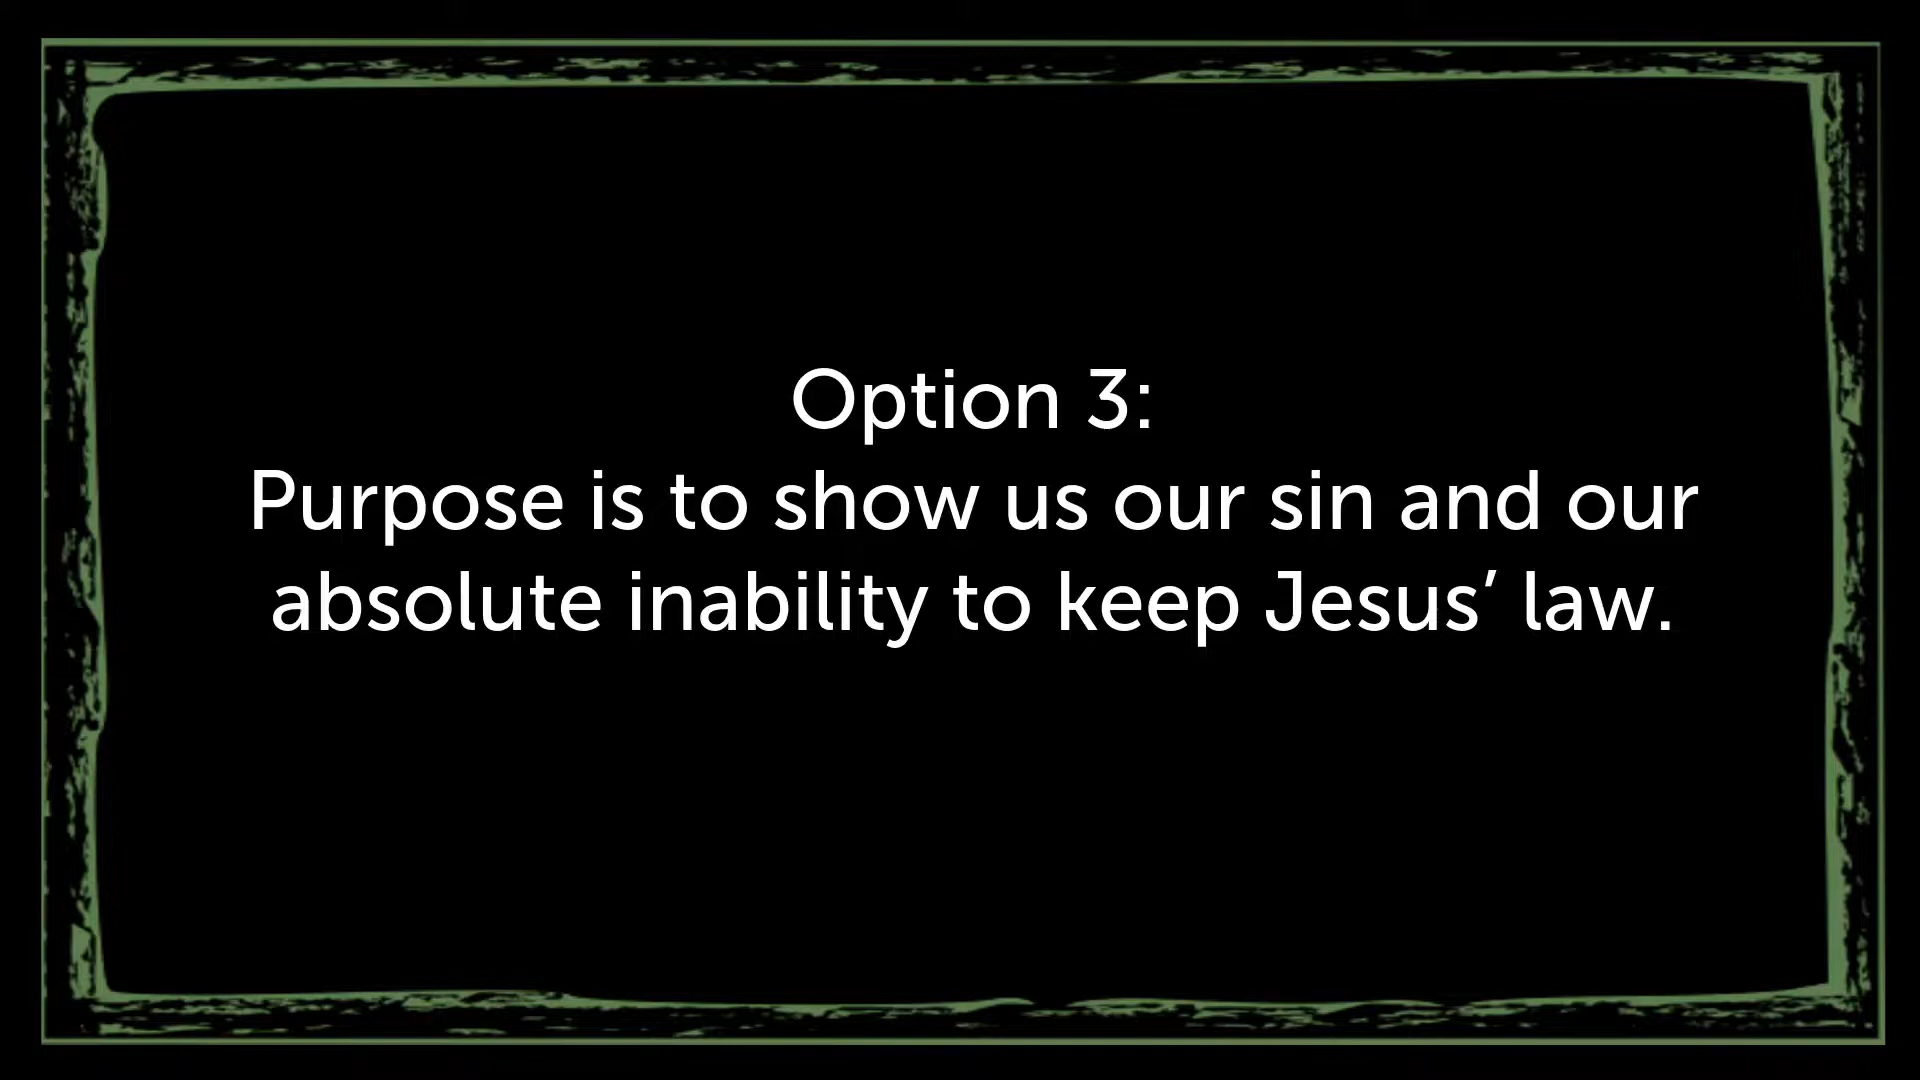 Option 3:
Purpose is to show us our sin and our
absolute inability to keep Jesus’ law.